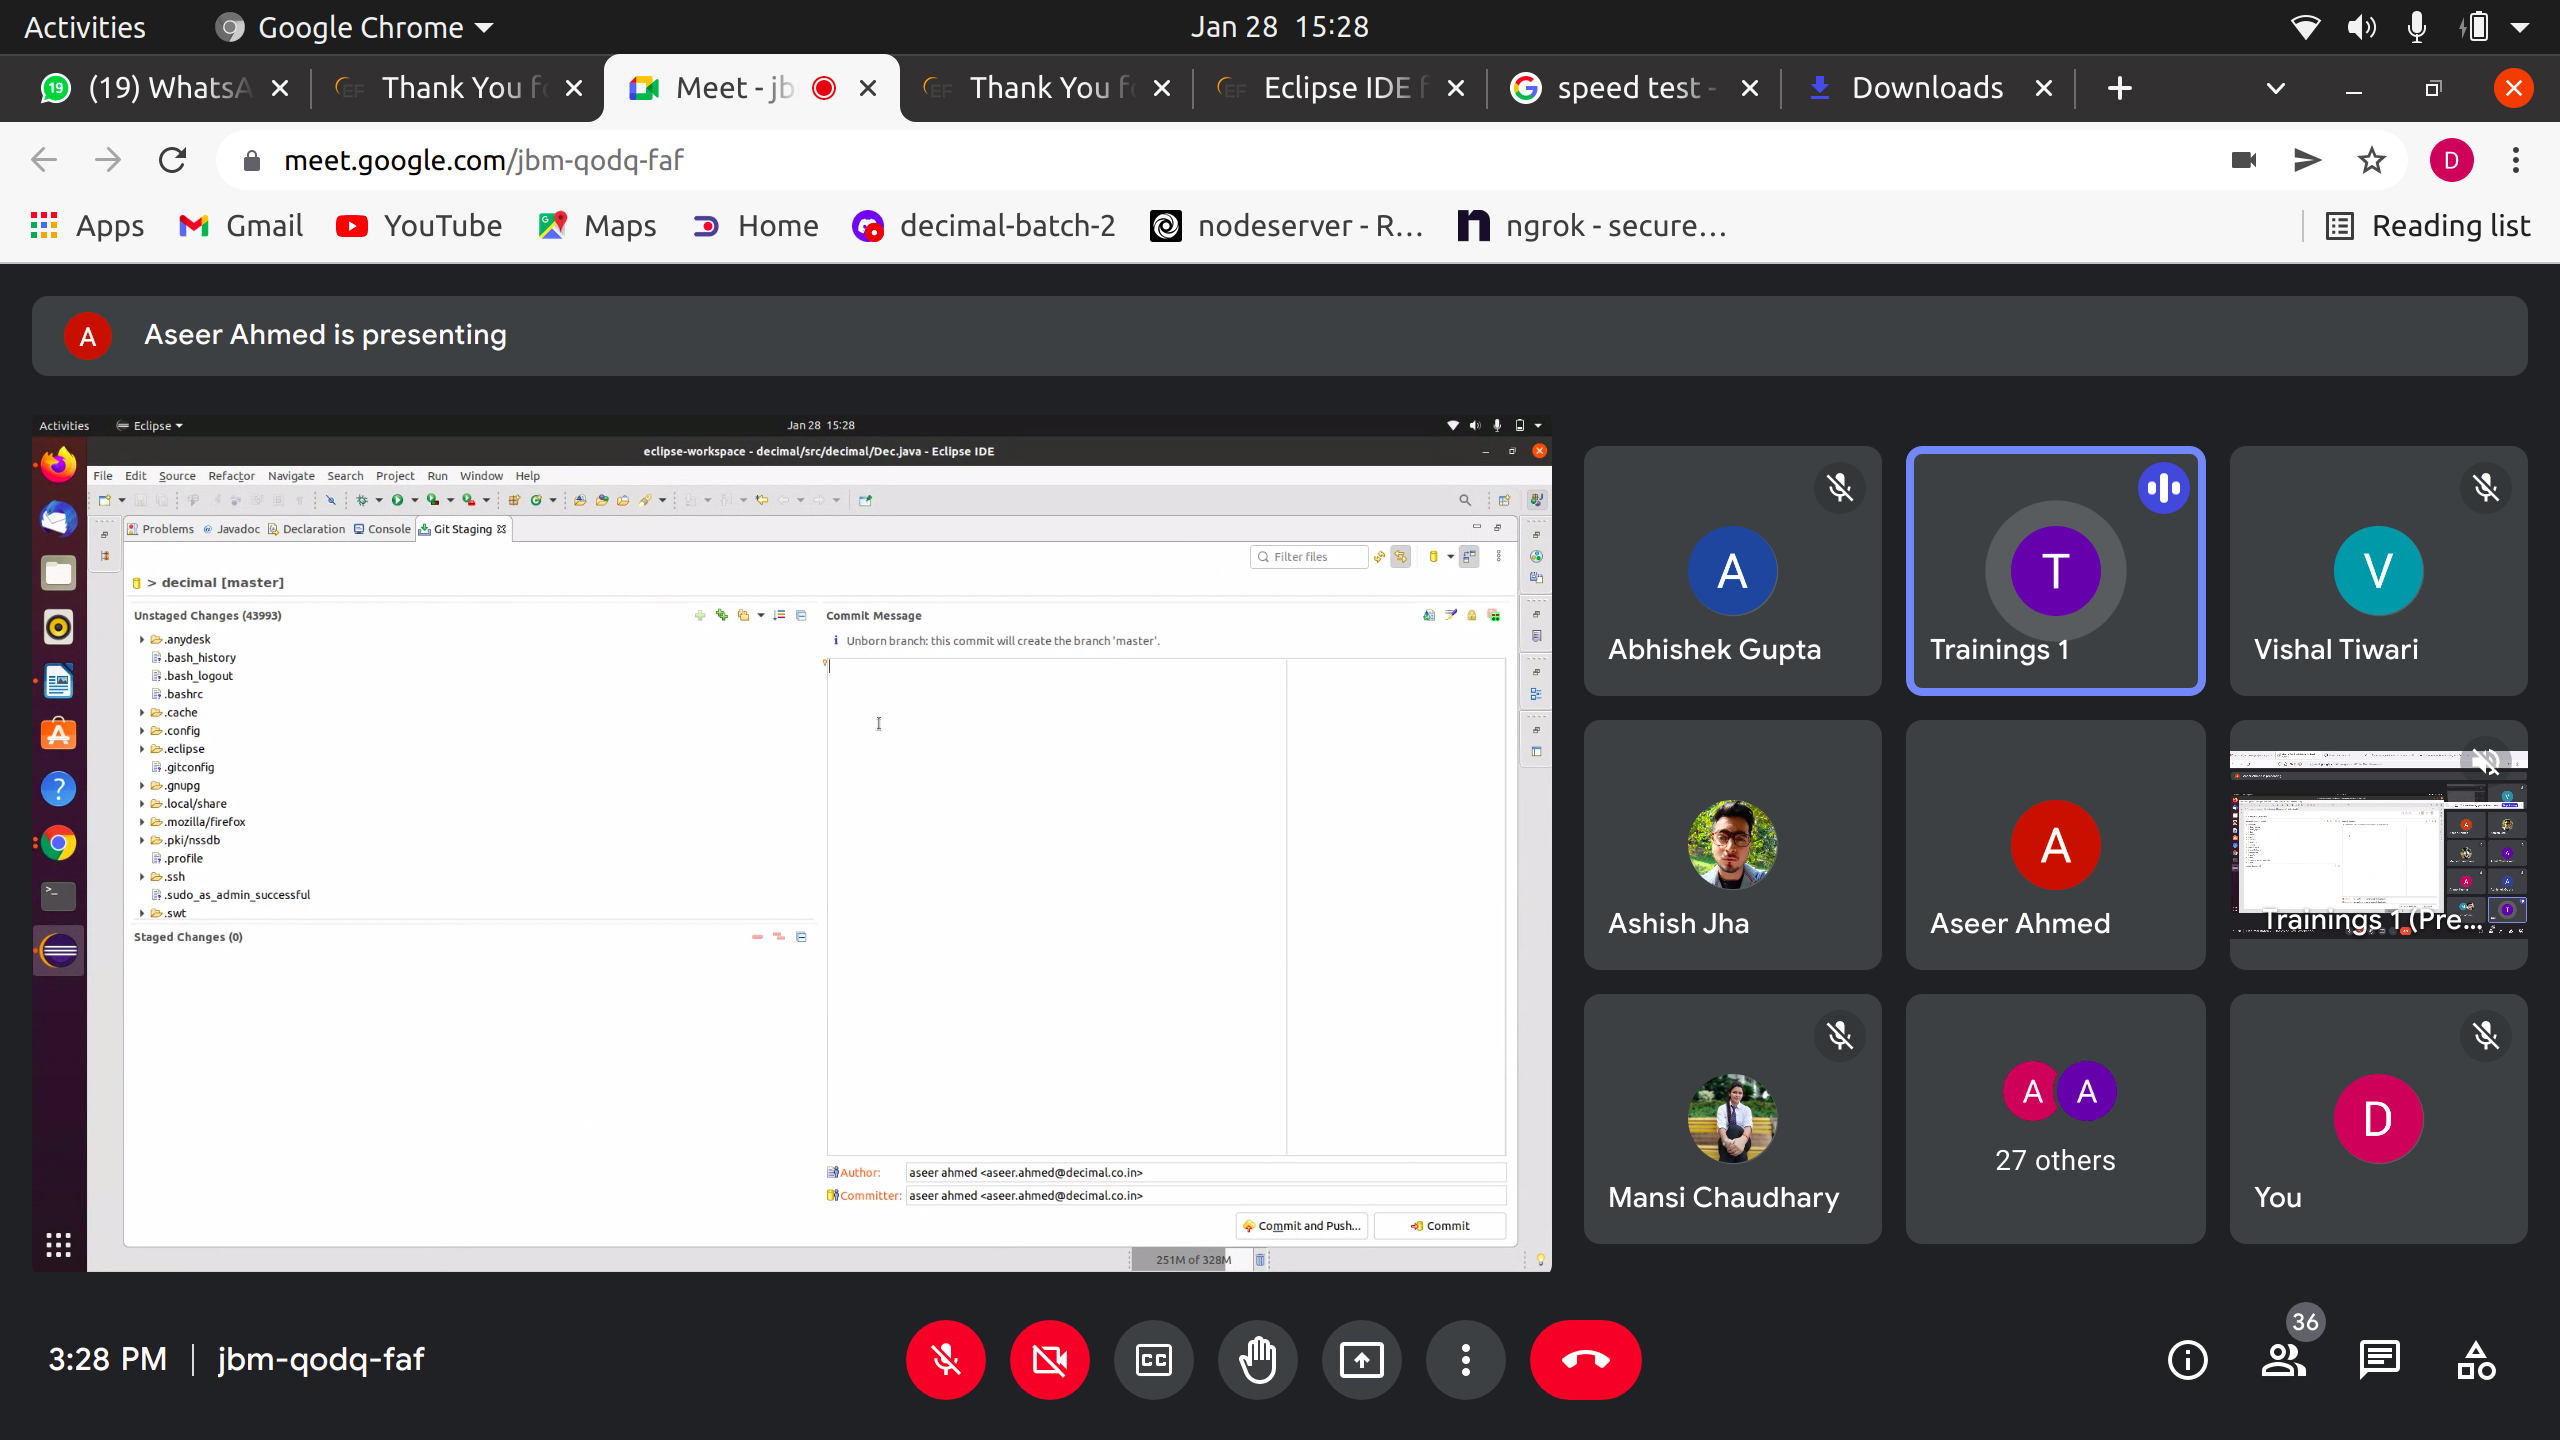 Activities Google Chrome Jan 28 15:28
(19) WhatsA Thank You fo Meet - jb Thank You fo Eclipse IDE f speed test - Downloads
meet.google.com/jbm-qodq-faf D
Apps Gmail YouTube Maps Home decimal-batch-2 nodeserver - R... ngrok - secure... Reading list
A Aseer Ahmed is presenting
Activities Eclipse Jan 28 15:28
eclipse-workspace - decimal/src/decimal/Dec.java - Eclipse IDE
File Edit Source Refactor Navigate Search Project Run Window Help
Problems Javadoc Declaration Console Git Staging
Filter files
> decimal [master]
Unstaged Changes (43993)
.anydesk
.bash_history
.bash_logout
.bashrc
.cache
.config
.eclipse
.gitconfig
.gnupg
.local/share
.mozilla/firefox
.pki/nssdb
.profile
.ssh
.sudo_as_admin_successful
.swt
Staged Changes (0)
Commit Message
Unborn branch: this commit will create the branch 'master'.
Author: aseer ahmed <aseer.ahmed@decimal.co.in>
Committer: aseer ahmed <aseer.ahmed@decimal.co.in>
Commit and Push... Commit
251M of 328M
A
Abhishek Gupta
T
Trainings 1
V
Vishal Tiwari
Ashish Jha
A
Aseer Ahmed
Trainings 1 (Pre...
Mansi Chaudhary
A A
27 others
D
You
3:28 PM jbm-qodq-faf
CC
36